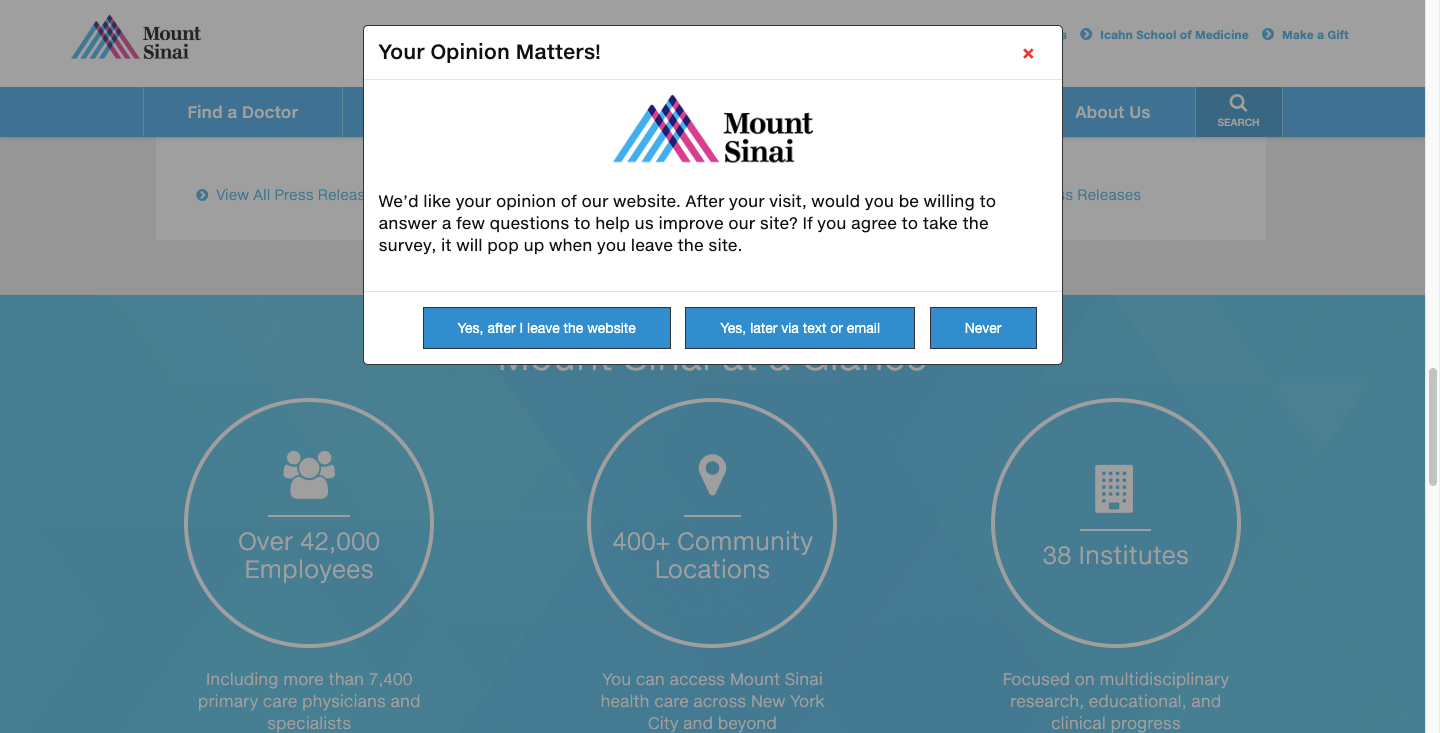 Mount
Sinai
Icahn School of Medicine
Make a Gift
Find a Doctor
About Us
SEARCH
Your Opinion Matters!
Mount
Sinai
We’d like your opinion of our website. After your visit, would you be willing to
answer a few questions to help us improve our site? If you agree to take the
survey, it will pop up when you leave the site.
Yes, after I leave the website
Yes, later via text or email
Never
View All Press
Releases
Mount Sinai at a Glance
Over 42,000
Employees
400+ Community
Locations
38 Institutes
Including more than 7,400
primary care physicians and
specialists
You can access Mount Sinai
health care across New York
City and beyond
Focused on multidisciplinary
research, educational, and
clinical progress